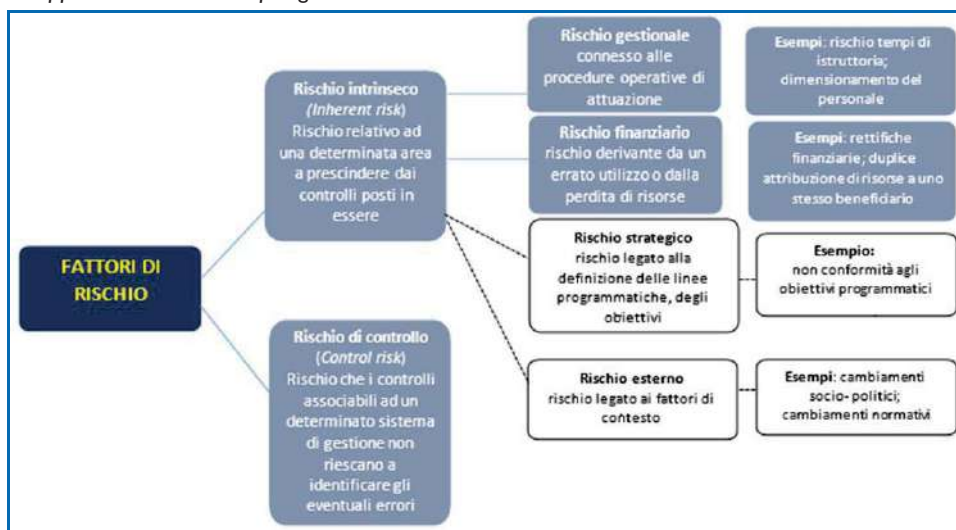 FATTORI DI
RISCHIO
Rischio intrinseco
(Inherent risk)
Rischio relativo ad
una determinata area
a prescindere dai
controlli posti in
essere
Rischio di controllo
(Control risk)
Rischio che i controlli
associabili ad un
determinato sistema
di gestione non
riescano a
identificare gli
eventuali errori
Rischio gestionale
connesso alle
procedure operative di
attuazione
Esempi: rischio tempi di
istruttoria;
dimensionamento del
personale
Rischio finanziario
rischio derivante da un
errato utilizzo o dalla
perdita di risorse
Esempi: rettifiche
finanziarie; duplice
attribuzione di risorse a uno
stesso beneficiario
Rischio strategico
rischio legato alla
definizione delle linee
programmatiche, degli
obiettivi
Esempio:
non conformità agli
obiettivi programmatici
Rischio esterno
rischio legato ai fattori di
contesto
Esempi: cambiamenti
socio-politici;
cambiamenti normativi